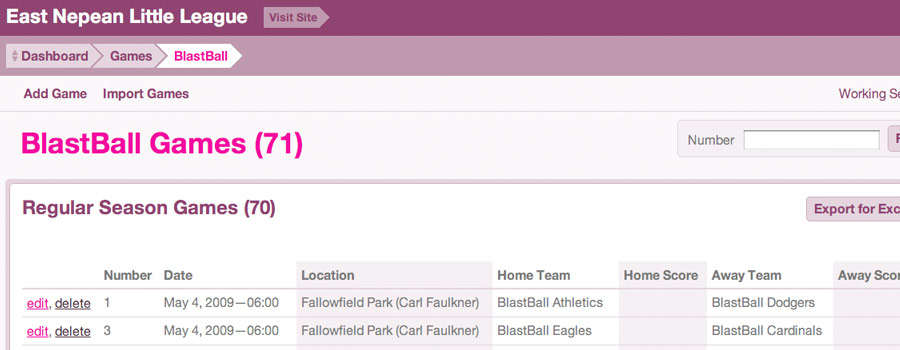 East Nepean Little League Visit Site
Dashboard Games BlastBall
Add Game Import Games Working
BlastBall Games (71)
Number
Regular Season Games (70)
Export for
Number Date Location Home Team Home Score Away Team Away
edit, delete 1 May 4, 2009—06:00 Fallowfield Park (Carl Faulkner) BlastBall Athletics BlastBall Dodgers
edit, delete 3 May 4, 2009—06:00 Fallowfield Park (Carl Faulkner) BlastBall Eagles BlastBall Cardinals